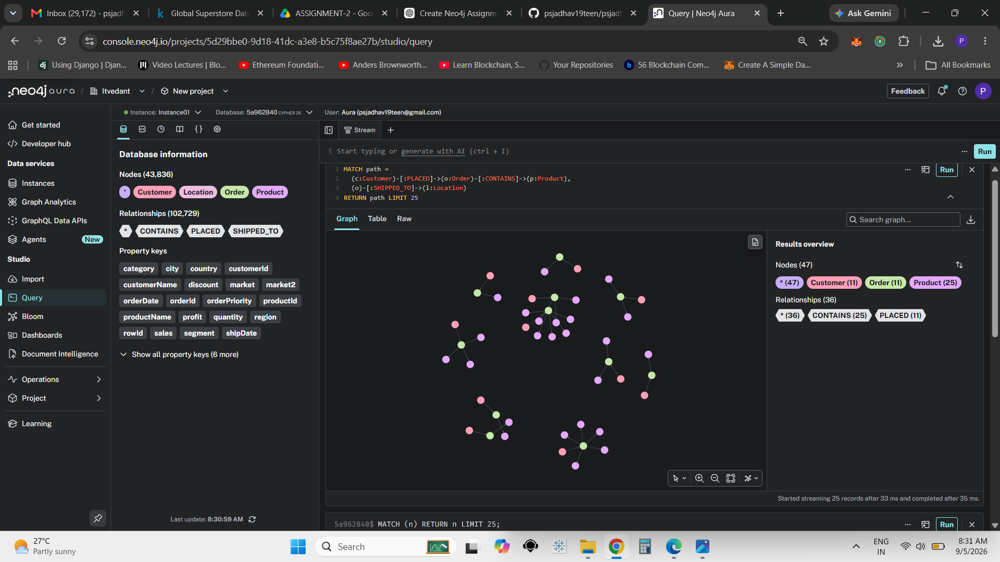 Inbox (29,172) - psjadh
Global Superstore Data
ASSIGNMENT-2 - Goo
Create Neo4j Assignm
psjadhav19teen/psjadh
Query | Neo4j Aura
Ask Gemini
console.neo4j.io/projects/5d29bbe0-9d18-41dc-a3e8-b5c75f8ae27b/studio/query
P
dj Using Django | Djan...
Video Lectures | Blo...
Ethereum Foundati...
Anders Brownworth...
Learn Blockchain, S...
Your Repositories
b 56 Blockchain Com...
Create A Simple Da...
All Bookmarks
neo4j aura / Itvedant / New project
Feedback
P
Get started
Developer hub
Data services
Instances
Graph Analytics
GraphQL Data APIs
Agents New
Studio
Import
Query
Bloom
Dashboards
Document Intelligence
Operations
Project
Learning
Instance: Instance01
Database: 5a962840 CYPHER 25
User: Aura (psjadhav19teen@gmail.com)
Database information
Nodes (43,836)
* Customer Location Order Product
Relationships (102,729)
* CONTAINS PLACED SHIPPED_TO
Property keys
category city country customerId
customerName discount market market2
orderDate orderId orderPriority productId
productName profit quantity region
rowId sales segment shipDate
Show all property keys (6 more)
Last update: 8:30:59 AM
Stream
$ Start typing or generate with AI (ctrl + I)
Run
1 MATCH path =
2 (c:Customer)-[:PLACED]->(o:Order)-[:CONTAINS]->(p:Product),
3 (o)-[:SHIPPED_TO]->(l:Location)
4 RETURN path LIMIT 25
Run
Graph Table Raw
Search graph...
Results overview
Nodes (47)
* (47) Customer (11) Order (11) Product (25)
Relationships (36)
* (36) CONTAINS (25) PLACED (11)
Started streaming 25 records after 33 ms and completed after 35 ms.
5a962840$ MATCH (n) RETURN n LIMIT 25;
Run
27°C
Partly sunny
Search
ENG
IN
8:31 AM
9/5/2026